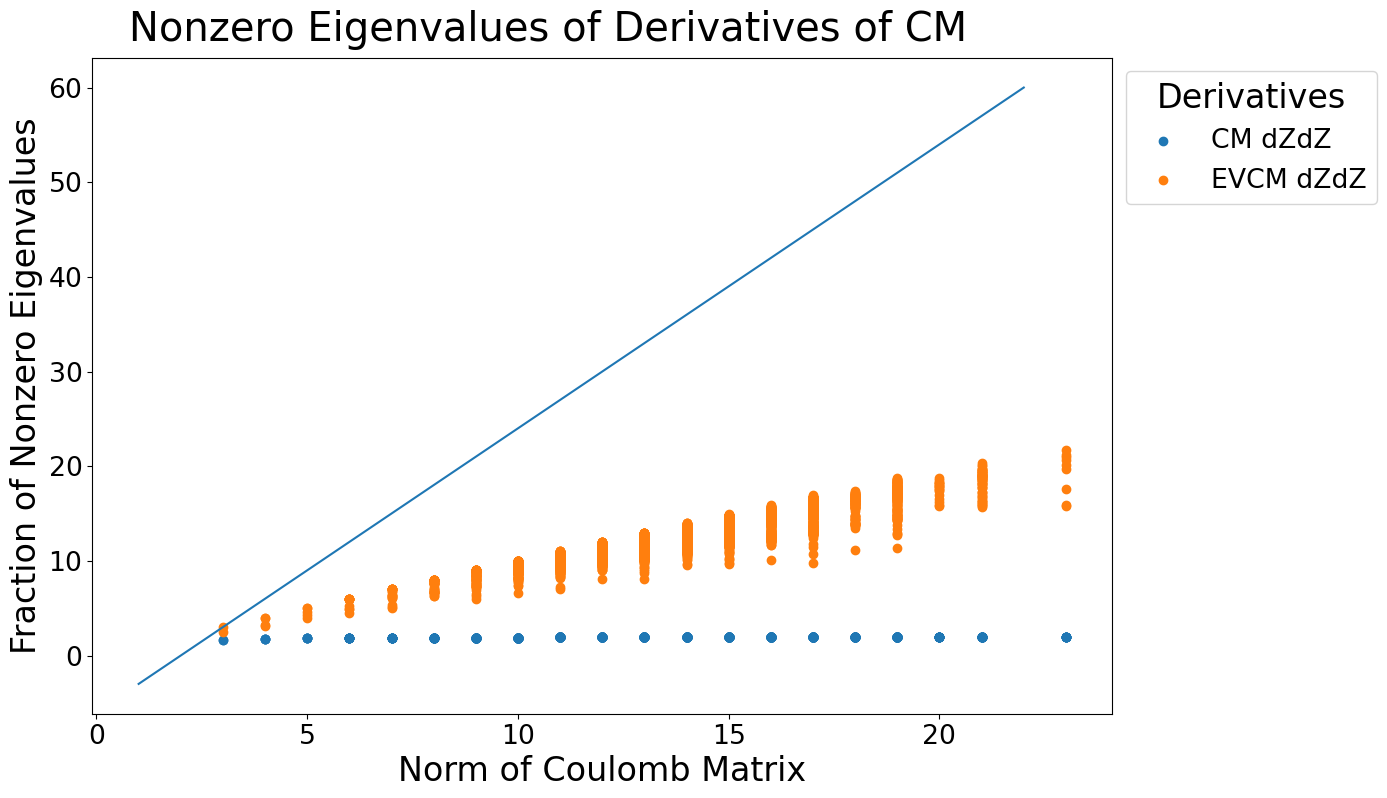 Nonzero Eigenvalues of Derivatives of CM
Fraction of Nonzero Eigenvalues
60
50
40
30
20
10
0
0
5
10
15
20
Norm of Coulomb Matrix
Derivatives
CM dZdZ
EVCM dZdZ